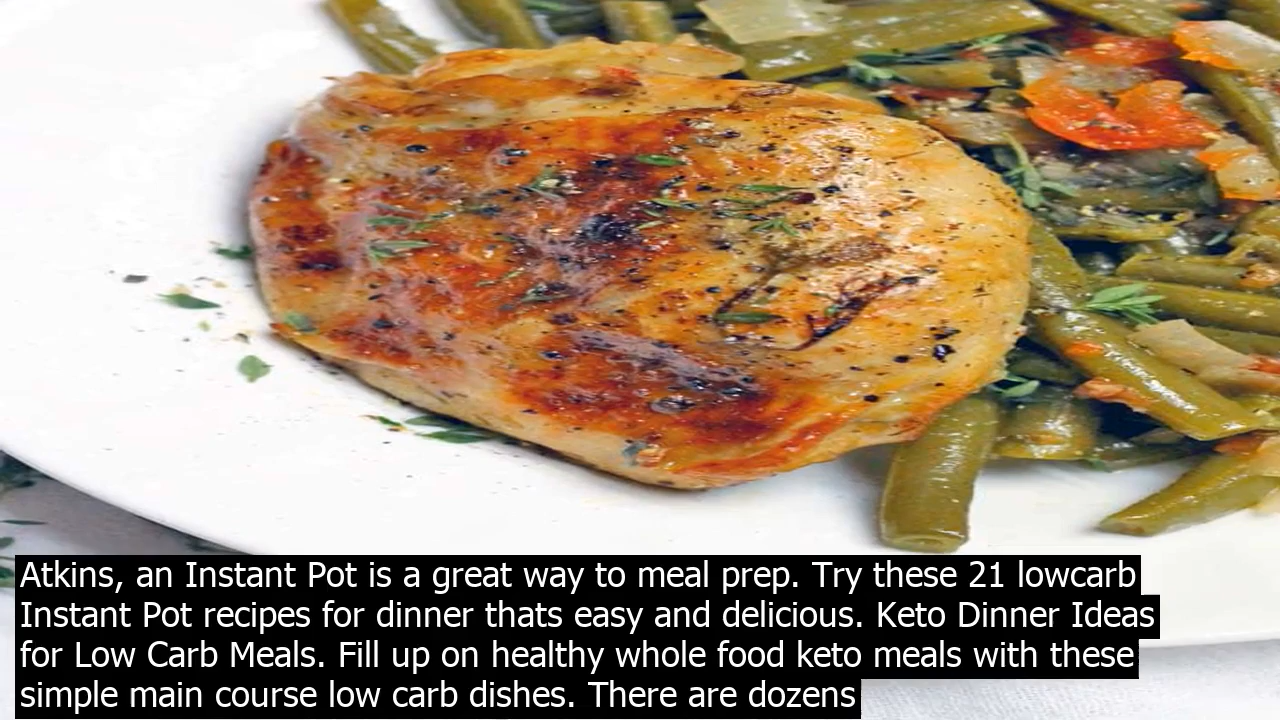 Atkins, an Instant Pot is a great way to meal prep. Try these 21 lowcarb
Instant Pot recipes for dinner thats easy and delicious. Keto Dinner Ideas
for Low Carb Meals. Fill up on healthy whole food keto meals with these
simple main course low carb dishes. There are dozens